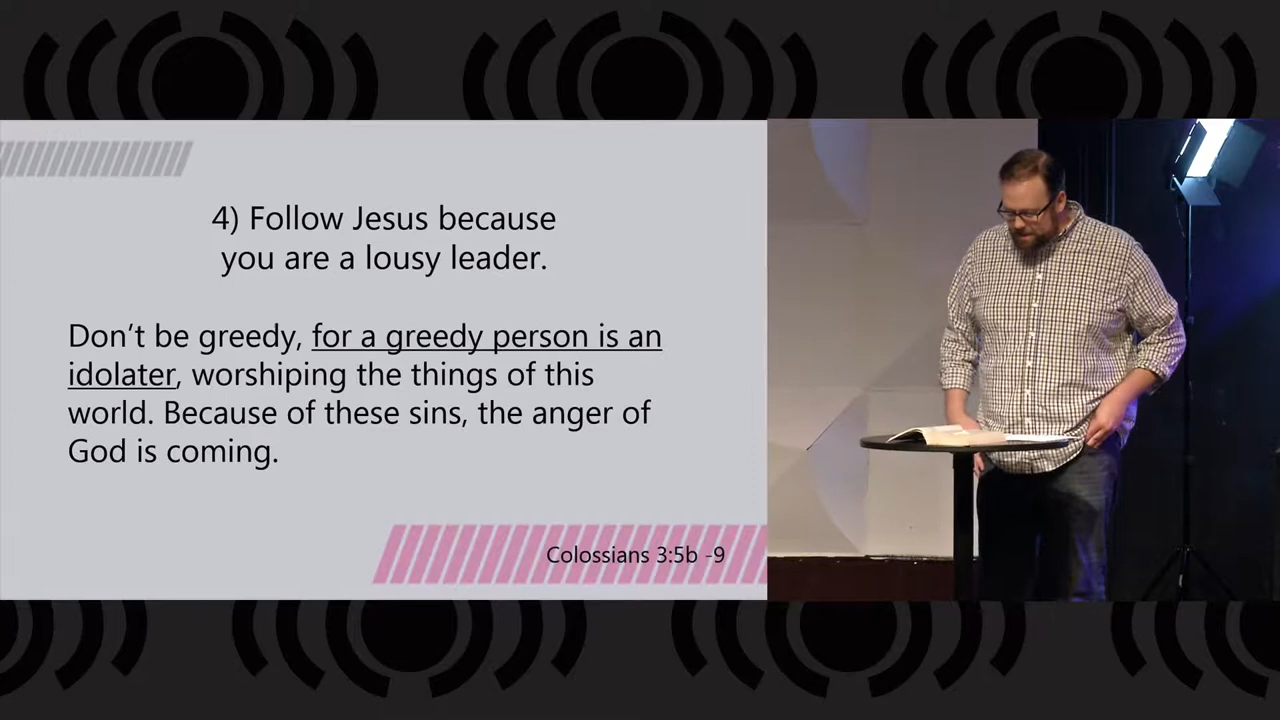 4) Follow Jesus because
you are a lousy leader.
Don’t be greedy, for a greedy person is an
idolater, worshiping the things of this
world. Because of these sins, the anger of
God is coming.
Colossians 3:5b -9